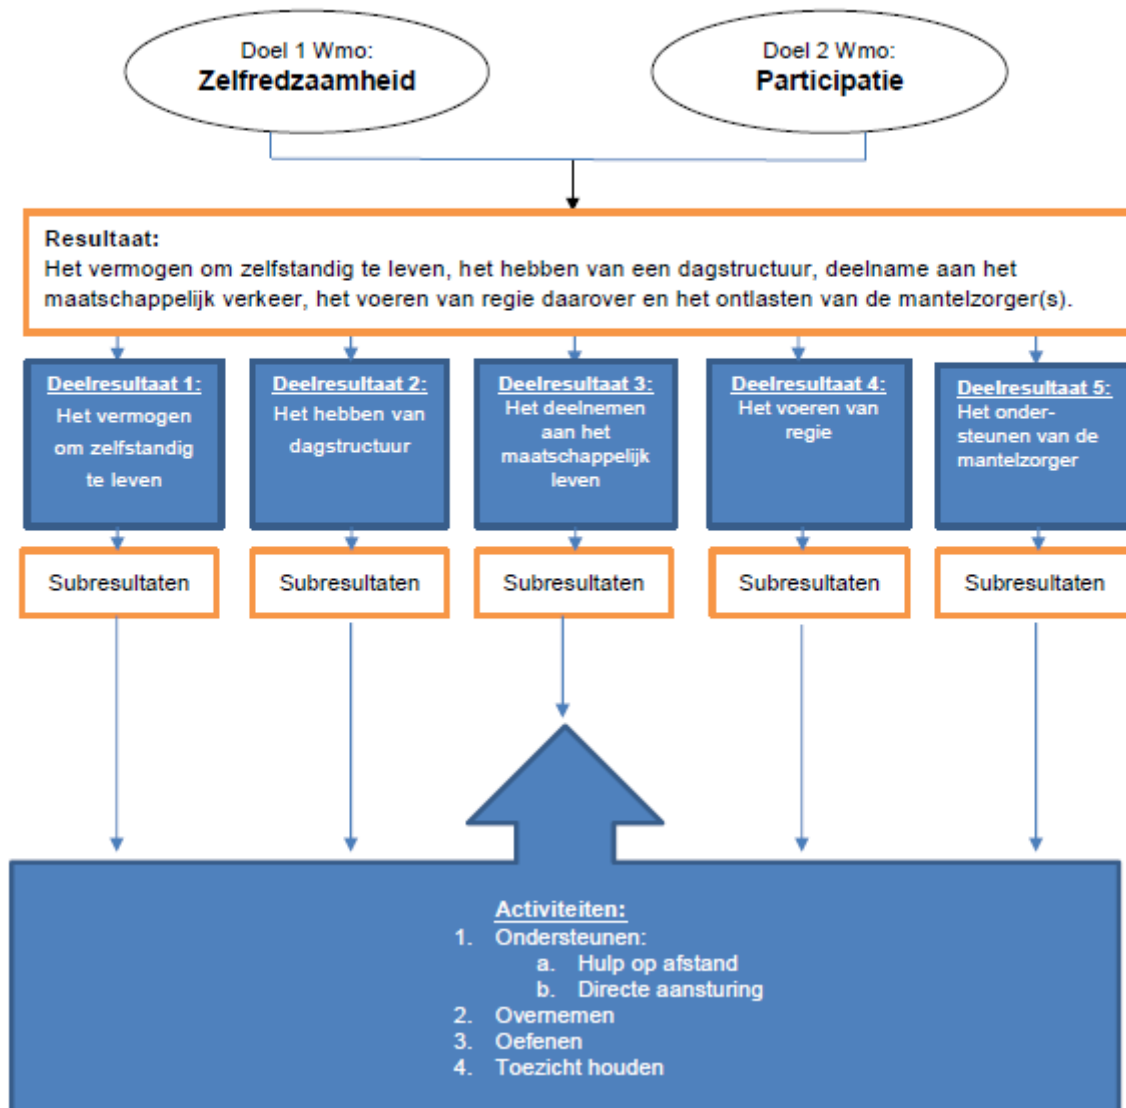 Doel 1 Wmo:
Zelfredzaamheid
Doel 2 Wmo:
Participatie
Resultaat:
Het vermogen om zelfstandig te leven, het hebben van een dagstructuur, deelname aan het
maatschappelijk verkeer, het voeren van regie daarover en het ontlasten van de mantelzorger(s).
Deelresultaat 1:
Het vermogen
om zelfstandig
te leven
Deelresultaat 2:
Het hebben van
dagstructuur
Deelresultaat 3:
Het deelnemen
aan het
maatschappelijk
leven
Deelresultaat 4:
Het voeren van
regie
Deelresultaat 5:
Het onder-
steunen van de
mantelzorger
Subresultaten
Subresultaten
Subresultaten
Subresultaten
Subresultaten
Activiteiten:
1. Ondersteunen:
a. Hulp op afstand
b. Directe aansturing
2. Overnemen
3. Oefenen
4. Toezicht houden